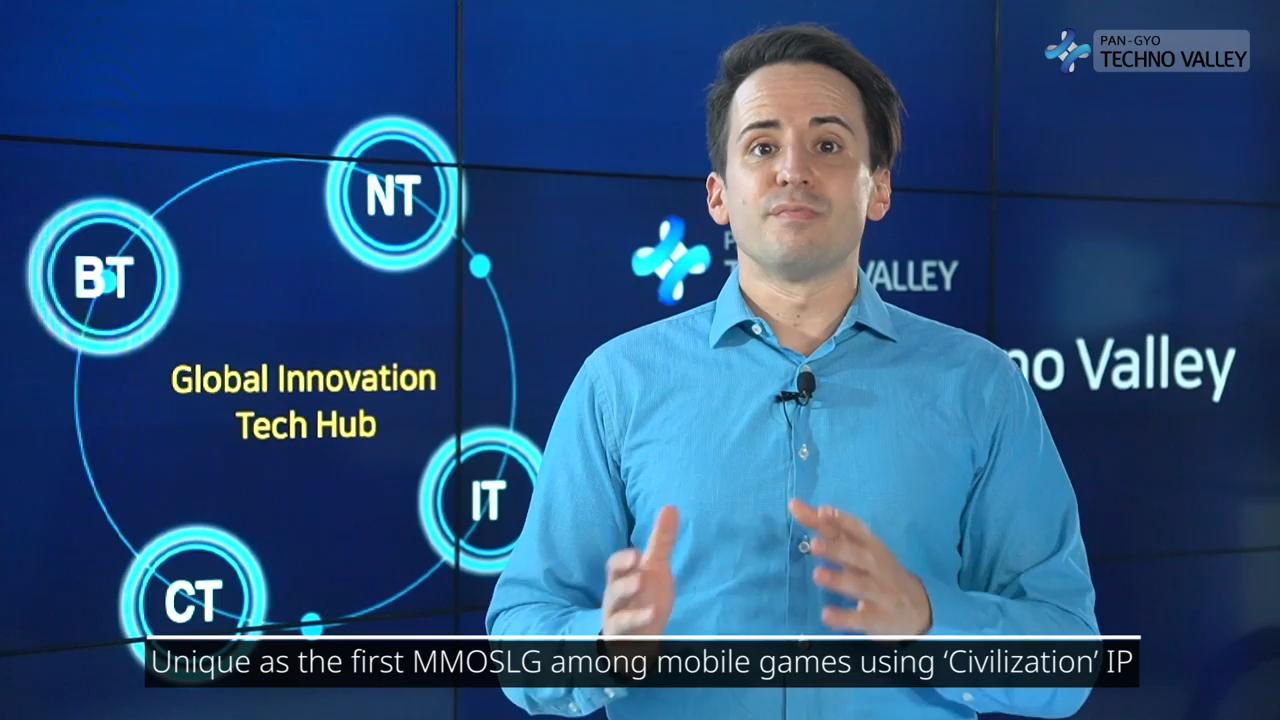 PAN-GYO
TECHNO VALLEY
NT
BT
VALLEY
Global Innovation
Tech Hub
no Valley
IT
CT
Unique as the first MMOSLG among mobile games using ‘Civilization’ IP